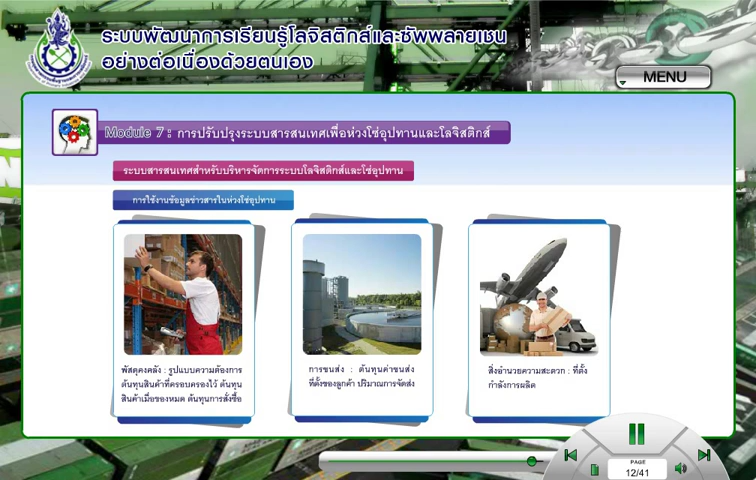 ระบบพัฒนาการเรียนรู้โลจิสติกส์และซัพพลายเชน
อย่างต่อเนื่องด้วยตนเอง
MENU
Module 7 : การปรับปรุงระบบสารสนเทศเพื่อห่วงโซ่อุปทานและโลจิสติกส์
ระบบสารสนเทศสำหรับบริหารจัดการระบบโลจิสติกส์และโซ่อุปทาน
การใช้งานข้อมูลข่าวสารในห่วงโซ่อุปทาน
พัสดุคงคลัง : รูปแบบความต้องการ
ต้นทุนสินค้าที่ครอบครองไว้ ต้นทุน
สินค้าเมื่อของหมด ต้นทุนการสั่งซื้อ
การขนส่ง : ต้นทุนค่าขนส่ง
ที่ตั้งของลูกค้า ปริมาณการจัดส่ง
สิ่งอำนวยความสะดวก : ที่ตั้ง
กำลังการผลิต
PAGE
12/41